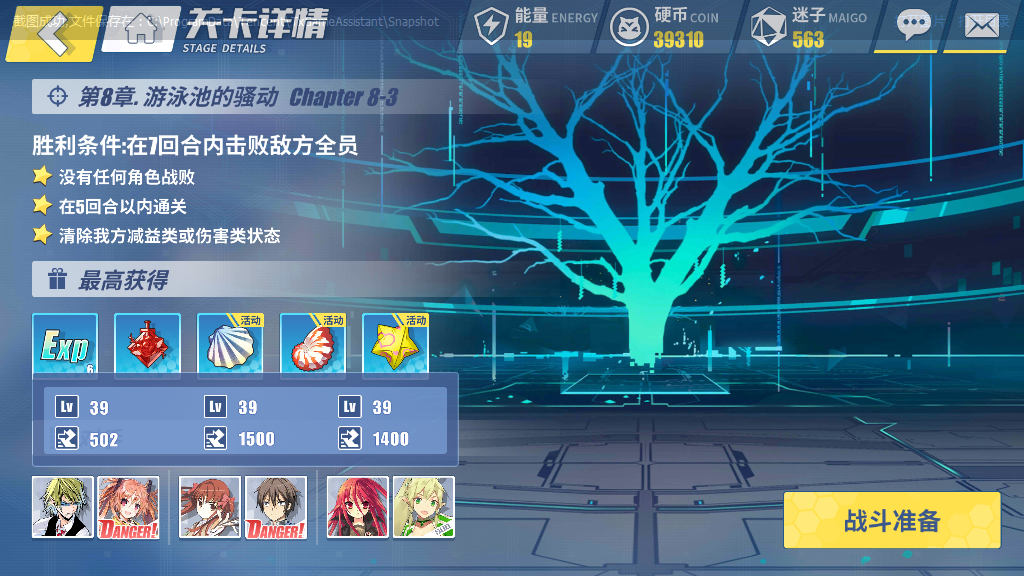 关卡详情
STAGE DETAILS
能量 ENERGY
19
硬币 COIN
39310
迷子 MAIGO
563
第8章. 游泳池的骚动 Chapter 8-3
胜利条件:在7回合内击败敌方全员
没有任何角色战败
在5回合以内通关
清除我方减益类或伤害类状态
最高获得
Exp
6
活动
活动
活动
Lv 39
Lv 39
Lv 39
502
1500
1400
DANGER!
DANGER!
战斗准备